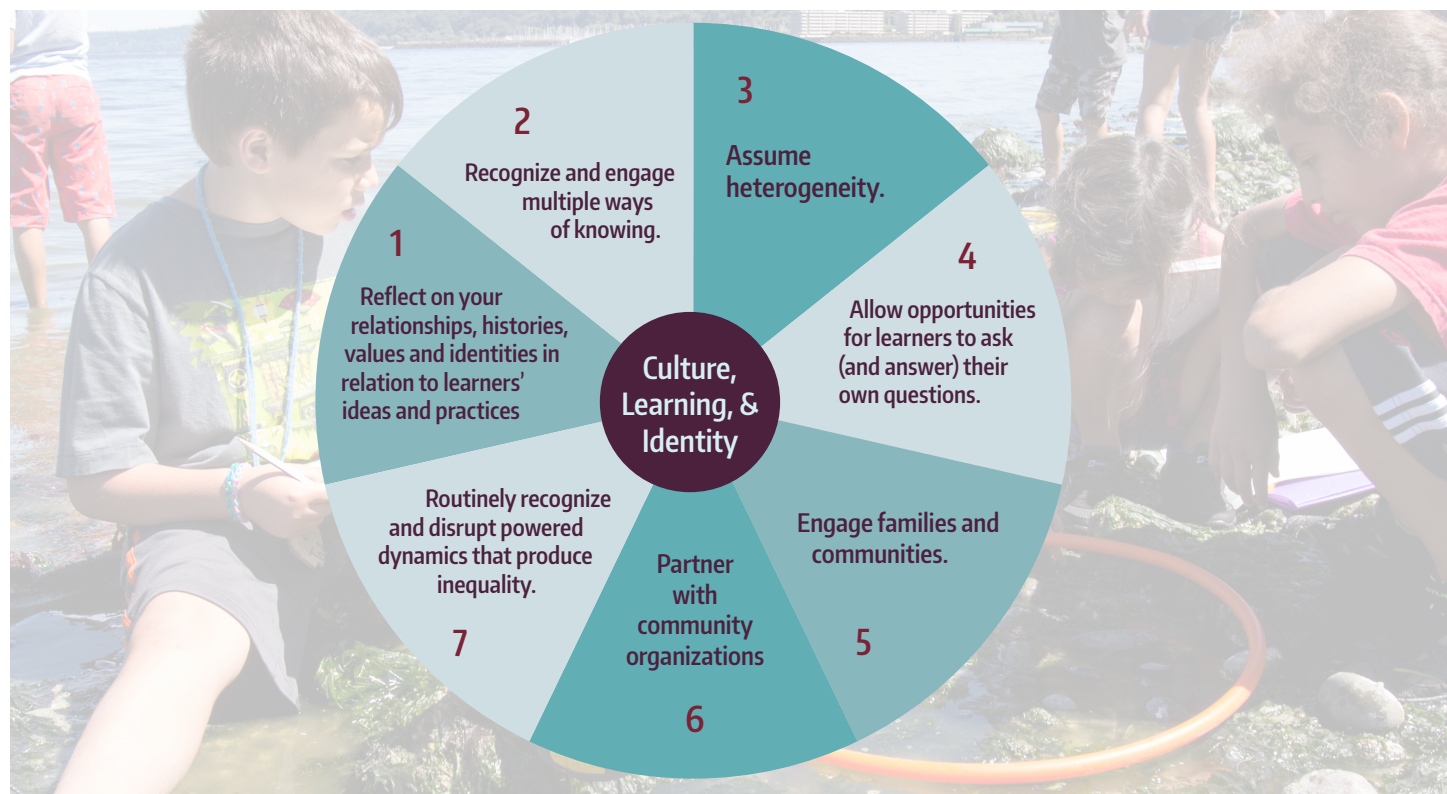 1
Reflect on your
relationships, histories,
values and identities in
relation to learners’
ideas and practices
2
Recognize and engage
multiple ways
of knowing.
3
Assume
heterogeneity.
4
Allow opportunities
for learners to ask
(and answer) their
own questions.
Engage families and
communities.
5
Partner
with
community
organizations
6
Routinely recognize
and disrupt powered
dynamics that produce
inequality.
7
Culture,
Learning, &
Identity